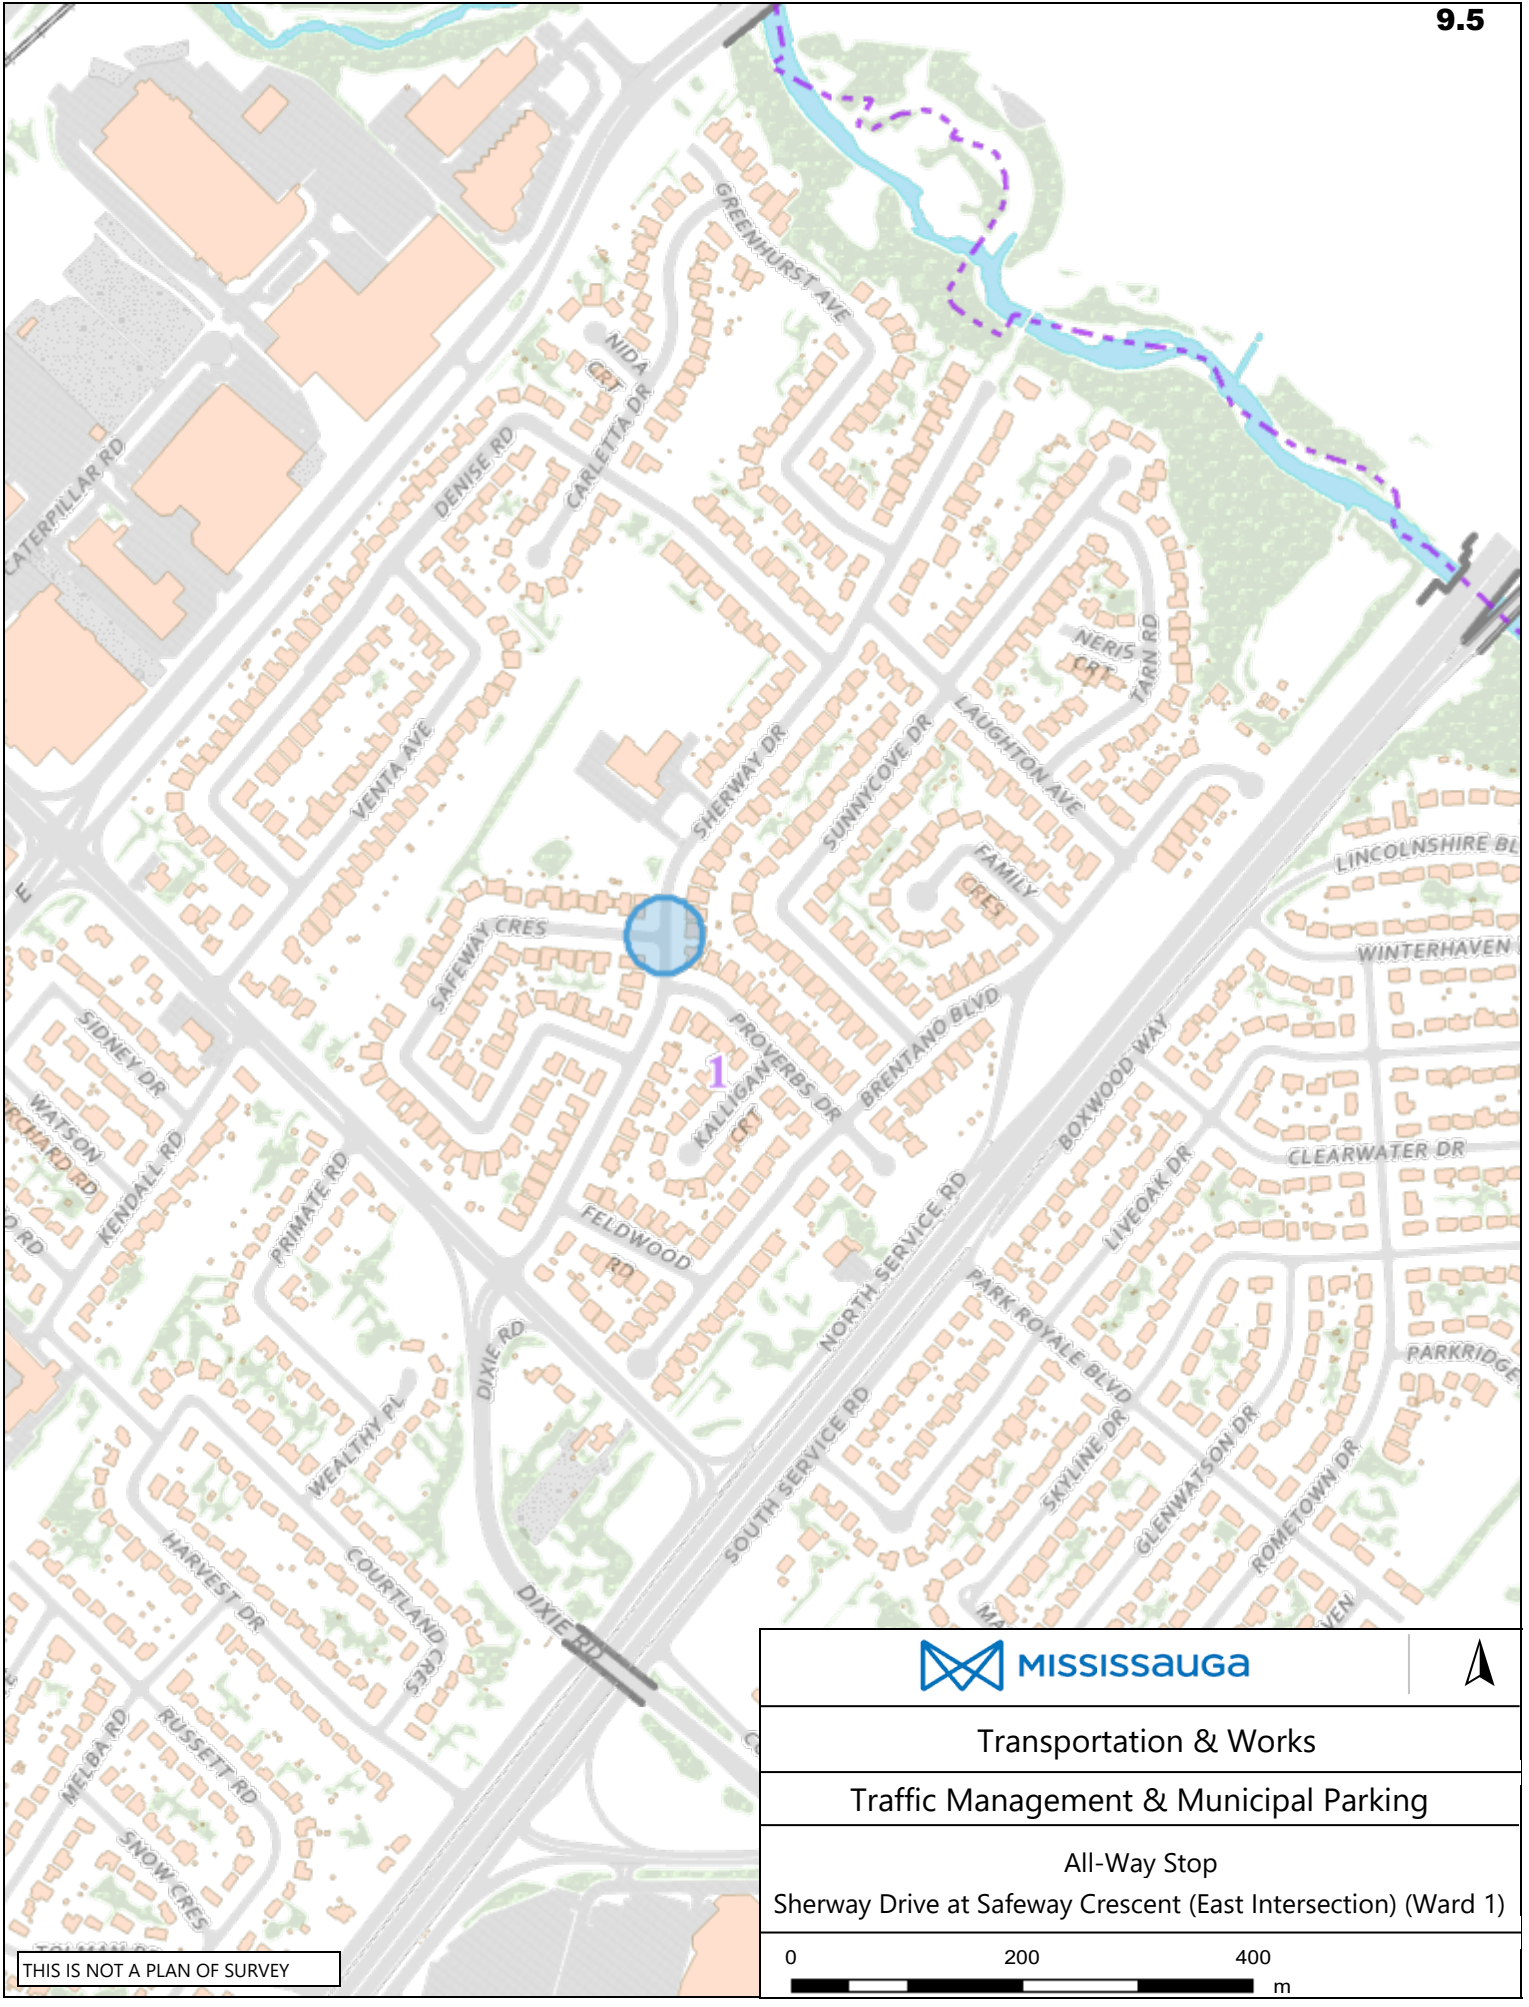 9.5
GREENHURST AVE
NIDA
CRT
CARLETTA DR
DENISE RD
CATERPILLAR RD
NERIS
CRT
TARN RD
LAUGHTON AVE
VENTA AVE
SHERWAY DR
SUNNYCOVE DR
FAMILY
CRES
LINCOLNSHIRE BL
E
SAFEWAY CRES
WINTERHAVEN
SIDNEY DR
PROVERBS DR
BRENTANO BLVD
1
KALLIGAN
CRT
BOXWOOD WAY
WATSON
ORCHARD RD
KENDALL RD
O RD
PRIMATE RD
CLEARWATER DR
LIVEOAK DR
FELDWOOD
RD
NORTH SERVICE RD
PARK ROYALE BLVD
DIXIE RD
PARKRIDGE
WEALTHY PL
SOUTH SERVICE RD
SKYLINE DR
GLENWATSON DR
ROMETOWN DR
HARVEST DR
COURTLAND
CRES
DIXIE RD
MA
VEN
MELBA RD
RUSSETT RD
SNOW CRES
MISSISSAUGA
Transportation & Works
Traffic Management & Municipal Parking
All-Way Stop
Sherway Drive at Safeway Crescent (East Intersection) (Ward 1)
0 200 400
m
THIS IS NOT A PLAN OF SURVEY